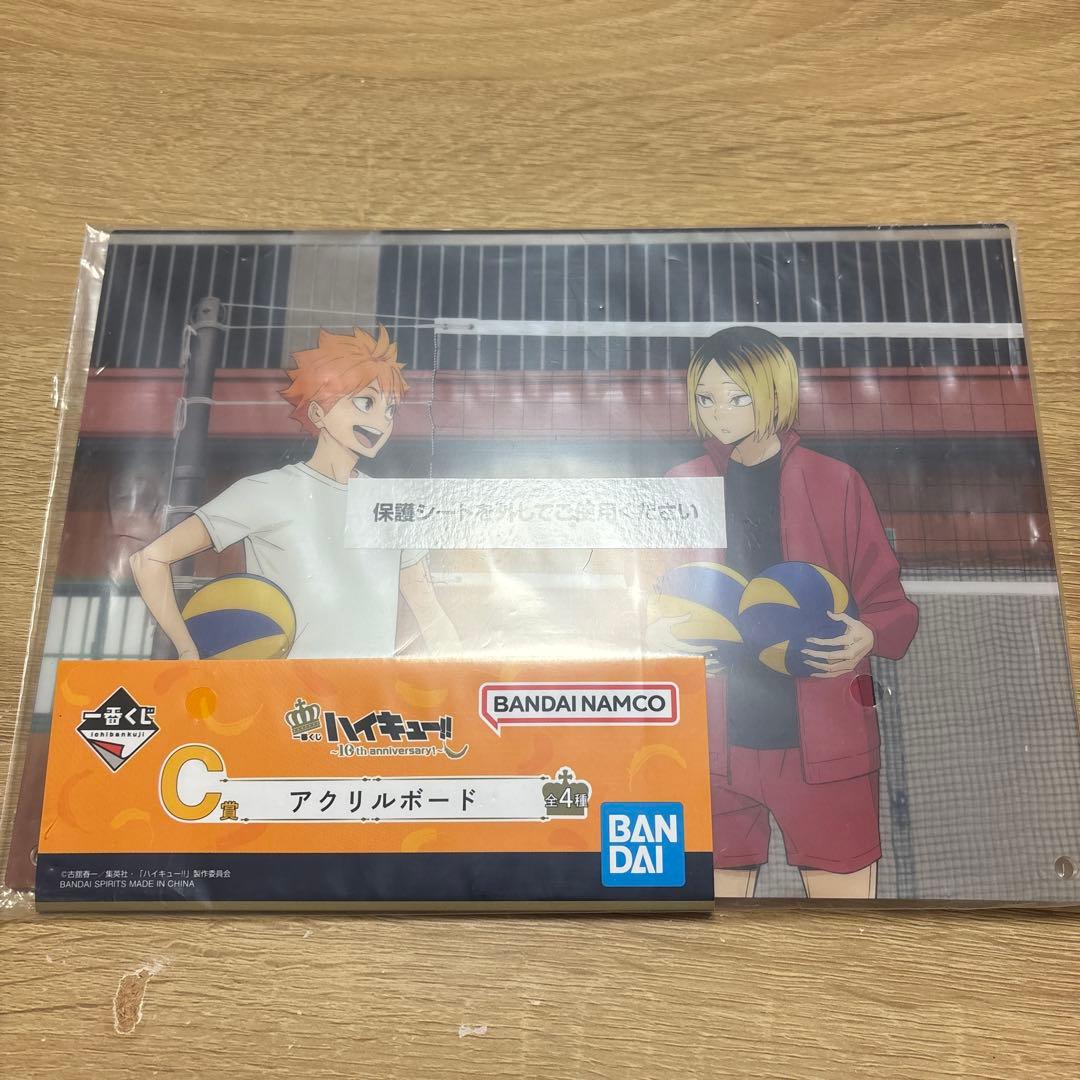 保護シートを外してご使用ください
一番くじ
ichibankuji
一番くじ
ハイキュー!!
~10th anniversary!~
BANDAI NAMCO
C賞
アクリルボード
全4種
BAN
DAI
©古舘春一／集英社・「ハイキュー!!」製作委員会
BANDAI SPIRITS MADE IN CHINA